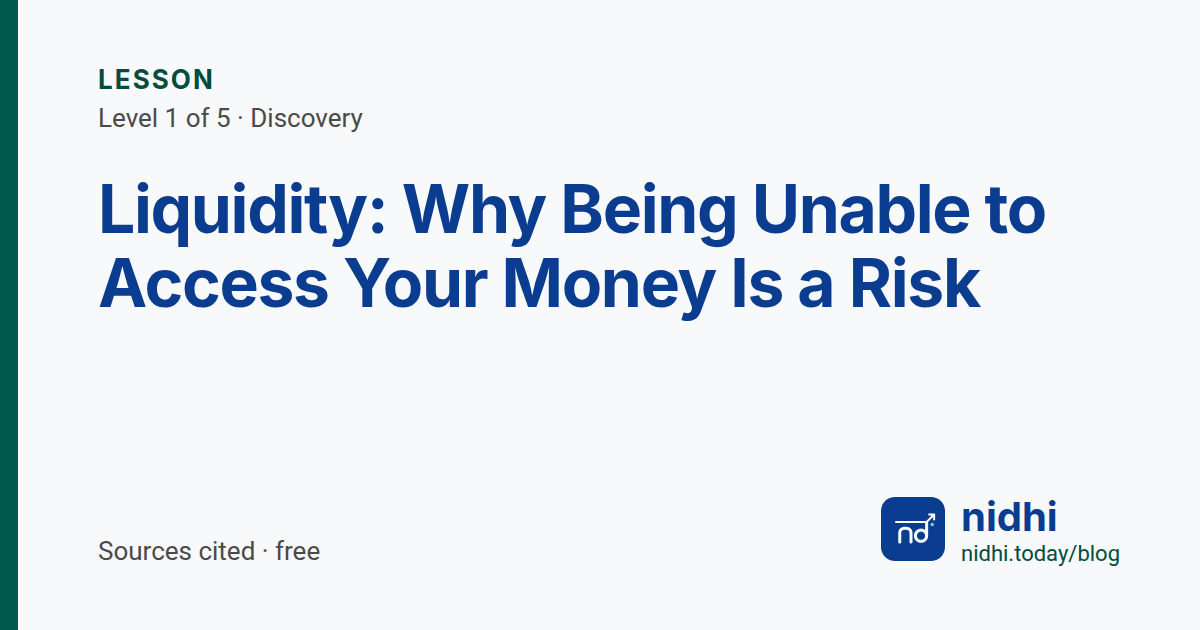 LESSON
Level 1 of 5 · Discovery
Liquidity: Why Being Unable to
Access Your Money Is a Risk
Sources cited · free
nd
nidhi
nidhi.today/blog